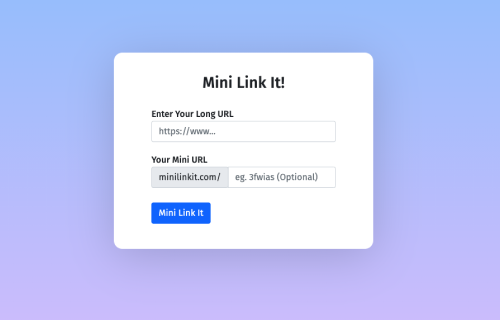 Mini Link It!
Enter Your Long URL
https://www...
Your Mini URL
minilinkit.com/ eg. 3fwias (Optional)
Mini Link It